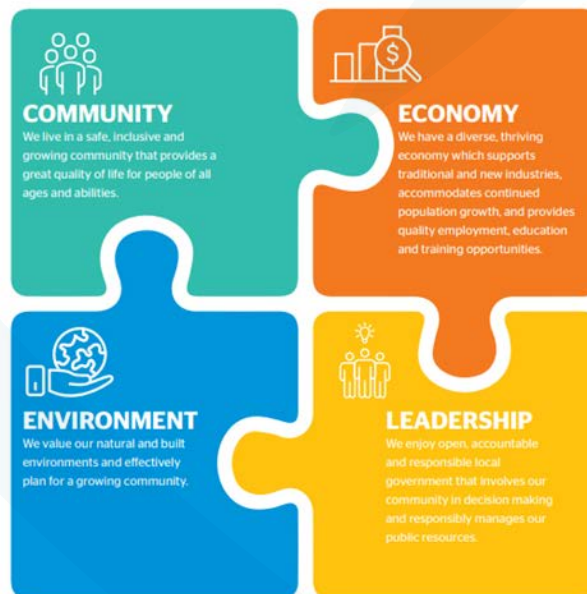 COMMUNITY
We live in a safe, inclusive and
growing community that provides a
great quality of life for people of all
ages and abilities.
$
ECONOMY
We have a diverse, thriving
economy which supports
traditional and new industries,
accommodates continued
population growth, and provides
quality employment, education
and training opportunities.
ENVIRONMENT
We value our natural and built
environments and effectively
plan for a growing community.
LEADERSHIP
We enjoy open, accountable
and responsible local
government that involves our
community in decision making
and responsibly manages our
public resources.